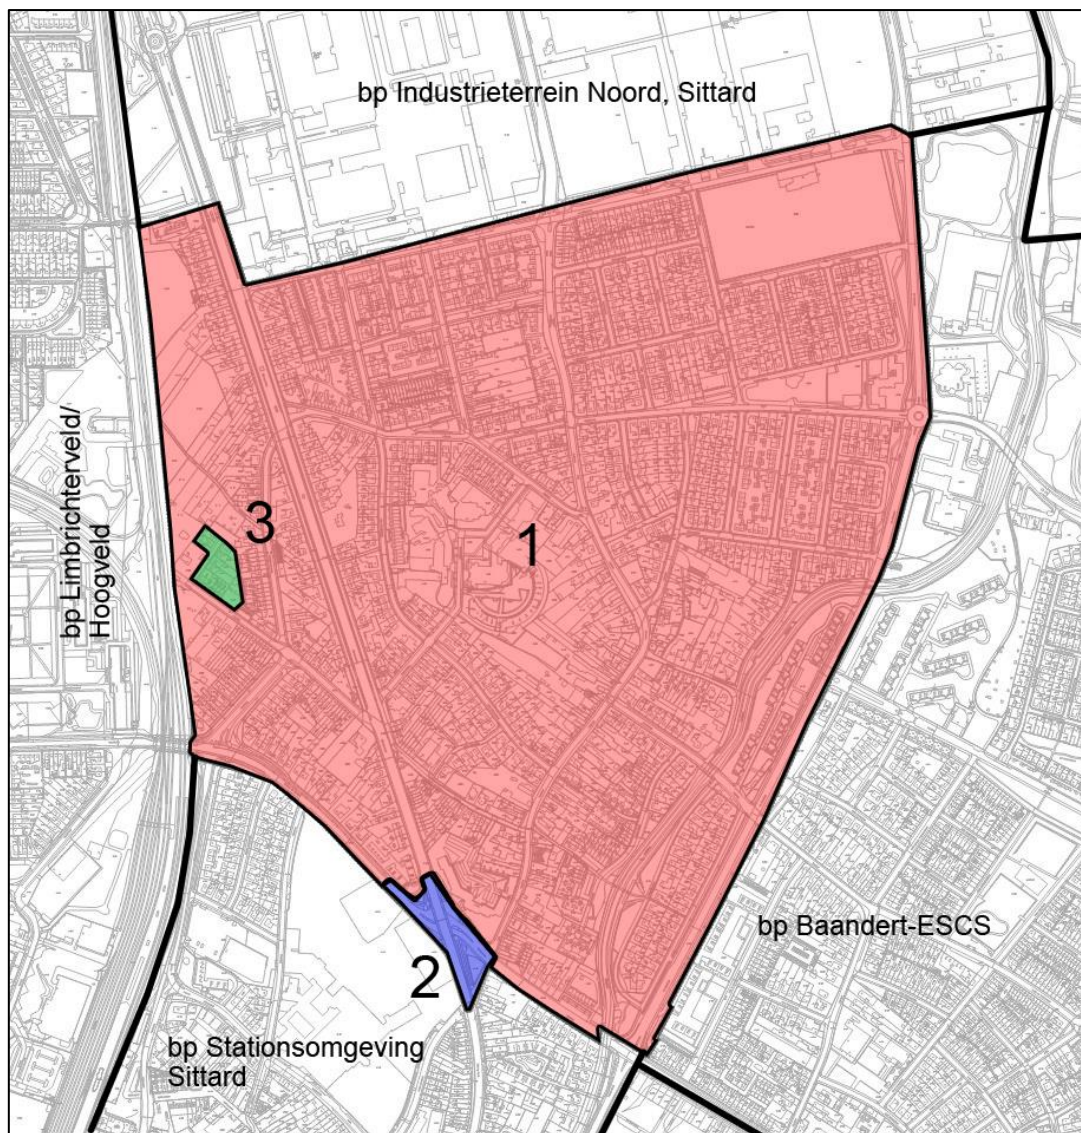 bp Industrieterrein Noord, Sittard
bp Limbrichterveld/
Hoogveld
3
1
bp Baandert-ESCS
2
bp Stationsomgeving
Sittard